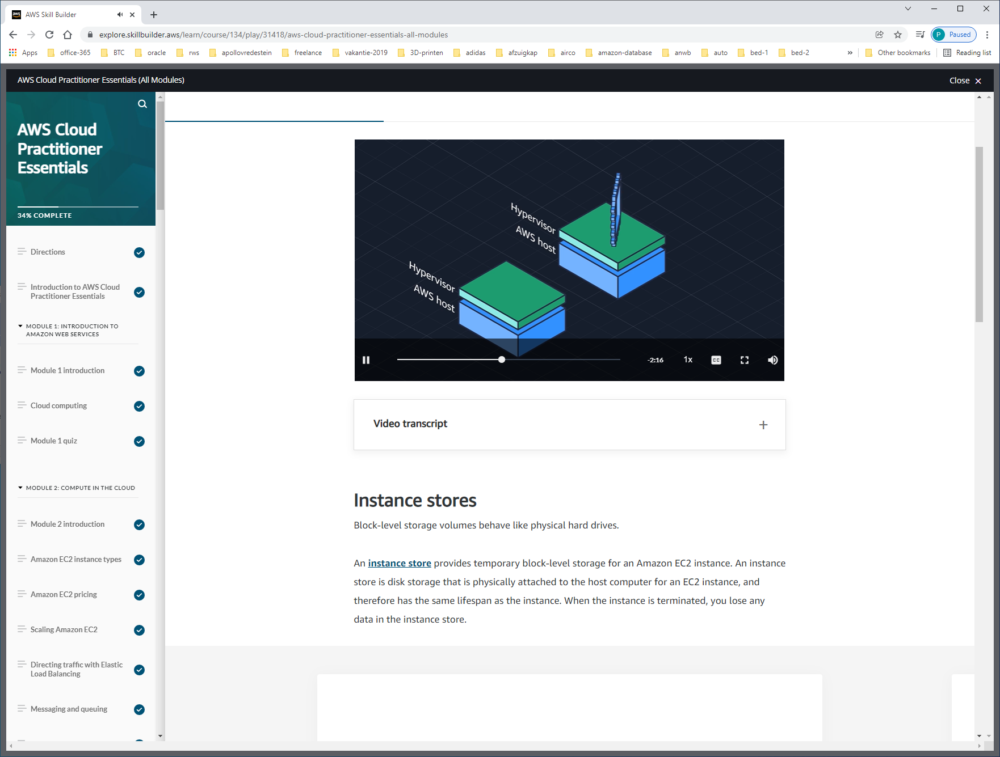 AWS Skill Builder
explore.skillbuilder.aws/learn/course/134/play/31418/aws-cloud-practitioner-essentials-all-modules
P Paused
Apps office-365 BTC oracle rws apollovredestein freelance vakantie-2019 3D-printen adidas afzuigkap airco amazon-database anwb auto bed-1 bed-2 » Other bookmarks Reading list
AWS Cloud Practitioner Essentials (All Modules)
Close
AWS Cloud
Practitioner
Essentials
34% COMPLETE
Directions
Introduction to AWS Cloud
Practitioner Essentials
MODULE 1: INTRODUCTION TO
AMAZON WEB SERVICES
Module 1 introduction
Cloud computing
Module 1 quiz
MODULE 2: COMPUTE IN THE CLOUD
Module 2 introduction
Amazon EC2 instance types
Amazon EC2 pricing
Scaling Amazon EC2
Directing traffic with Elastic
Load Balancing
Messaging and queuing
Hypervisor
AWS host
Hypervisor
AWS host
-2:16 1x CC
Video transcript
Instance stores
Block-level storage volumes behave like physical hard drives.
An instance store provides temporary block-level storage for an Amazon EC2 instance. An instance
store is disk storage that is physically attached to the host computer for an EC2 instance, and
therefore has the same lifespan as the instance. When the instance is terminated, you lose any
data in the instance store.